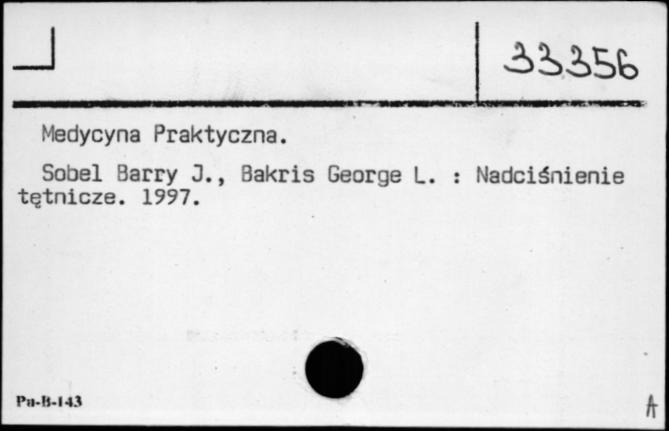 33356
Medycyna Praktyczna.
Sobel Barry J., Bakris George L. : Nadciśnienie
tętnicze. 1997.
Pu-B-143
A